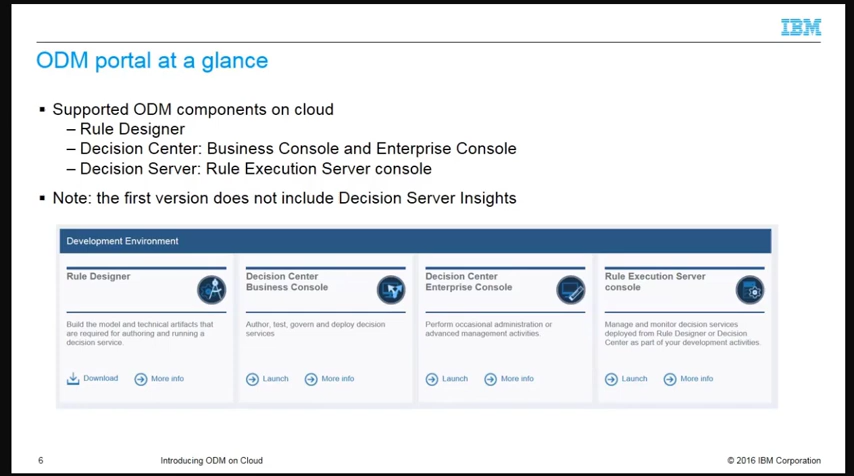 IBM
ODM portal at a glance
▪ Supported ODM components on cloud
– Rule Designer
– Decision Center: Business Console and Enterprise Console
– Decision Server: Rule Execution Server console
▪ Note: the first version does not include Decision Server Insights
Development Environment
Rule Designer
Build the model and technical artifacts that
are required for authoring and running a
decision service.
Download
More info
Decision Center
Business Console
Author, test, govern and deploy decision
services
Launch
More info
Decision Center
Enterprise Console
Perform occasional administration or
advanced management activities.
Launch
More info
Rule Execution Server
console
Manage and monitor decision services
deployed from Rule Designer or Decision
Center as part of your development activities.
Launch
More info
6
Introducing ODM on Cloud
© 2016 IBM Corporation